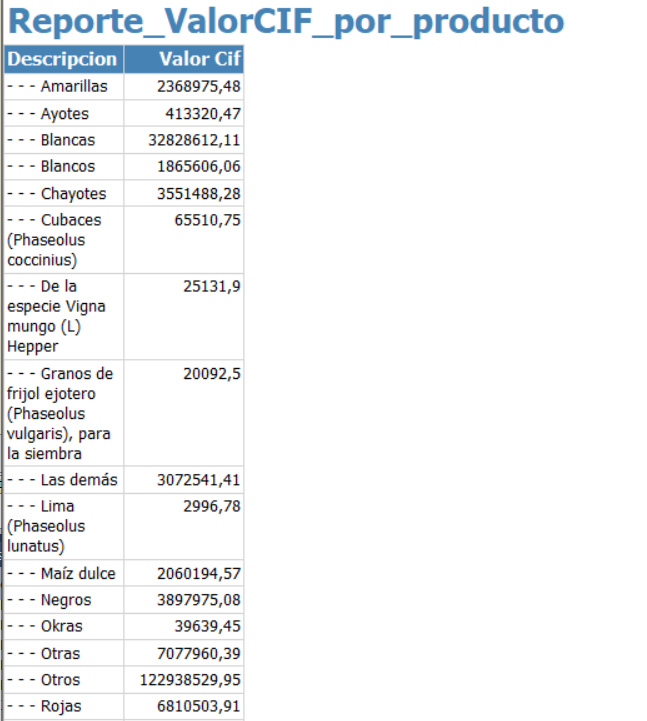 Reporte_ValorCIF_por_producto
Descripcion Valor Cif
- - - Amarillas 2368975,48
- - - Ayotes 413320,47
- - - Blancas 32828612,11
- - - Blancos 1865606,06
- - - Chayotes 3551488,28
- - - Cubaces 65510,75
(Phaseolus
coccinius)
- - - De la 25131,9
especie Vigna
mungo (L)
Hepper
- - - Granos de 20092,5
frijol ejotero
(Phaseolus
vulgaris), para
la siembra
- - - Las demás 3072541,41
- - - Lima 2996,78
(Phaseolus
lunatus)
- - - Maíz dulce 2060194,57
- - - Negros 3897975,08
- - - Okras 39639,45
- - - Otras 7077960,39
- - - Otros 122938529,95
- - - Rojas 6810503,91